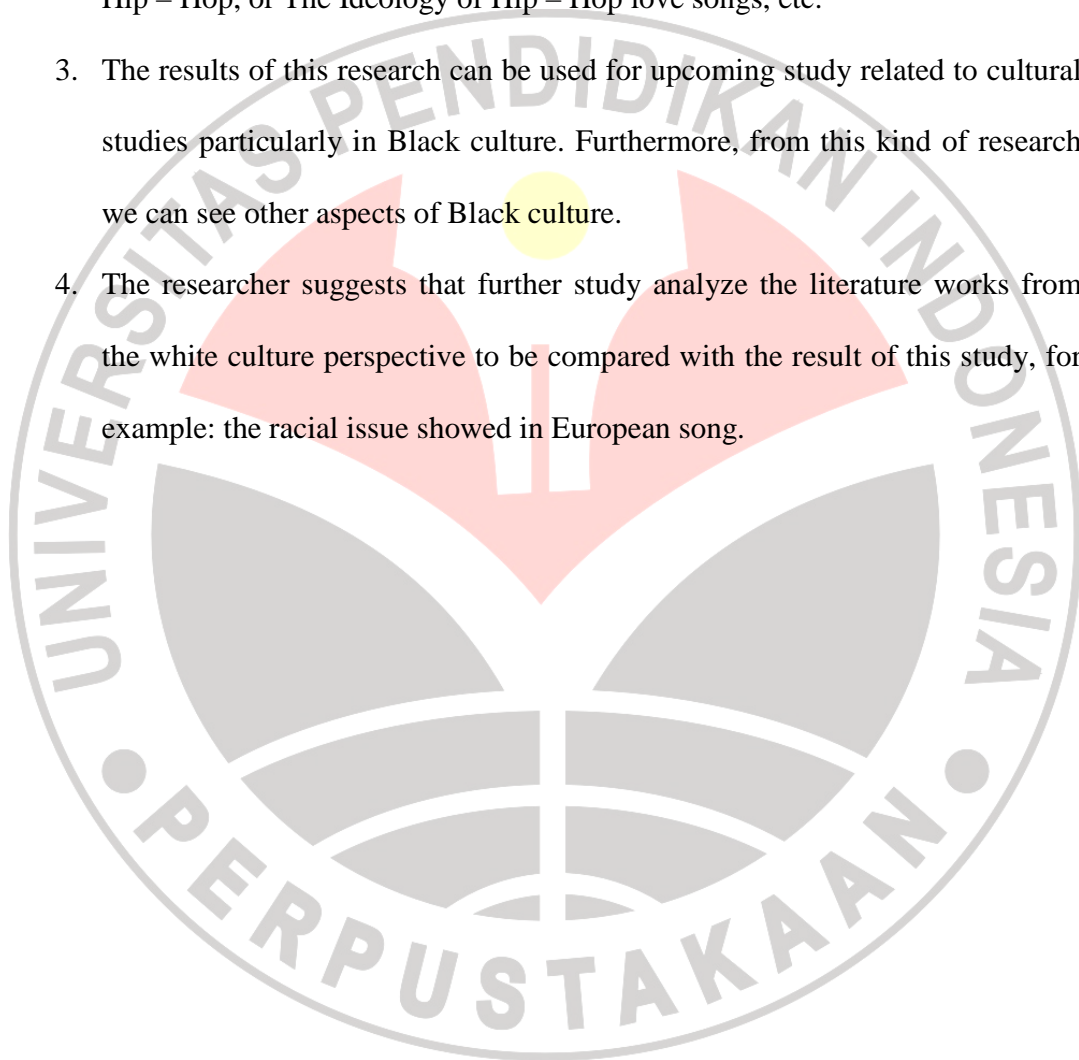 Hip – Hop, or The Ideology of Hip – Hop love songs, etc.
3. The results of this research can be used for upcoming study related to cultural
studies particularly in Black culture. Furthermore, from this kind of research
we can see other aspects of Black culture.
4. The researcher suggests that further study analyze the literature works from
the white culture perspective to be compared with the result of this study, for
example: the racial issue showed in European song.
UNIVERSITAS PENDIDIKAN INDONESIA
PERPUSTAKAAN